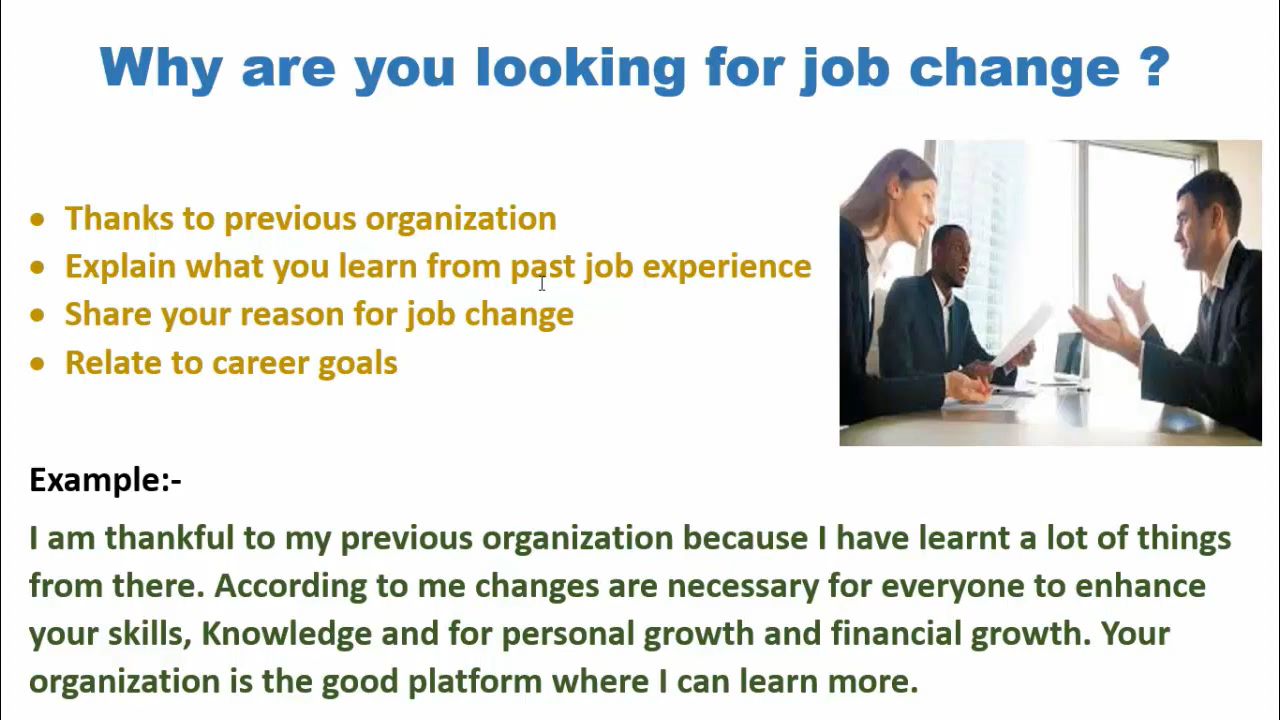 Why are you looking for job change ?
• Thanks to previous organization
• Explain what you learn from past job experience
• Share your reason for job change
• Relate to career goals
Example:-
I am thankful to my previous organization because I have learnt a lot of things
from there. According to me changes are necessary for everyone to enhance
your skills, Knowledge and for personal growth and financial growth. Your
organization is the good platform where I can learn more.